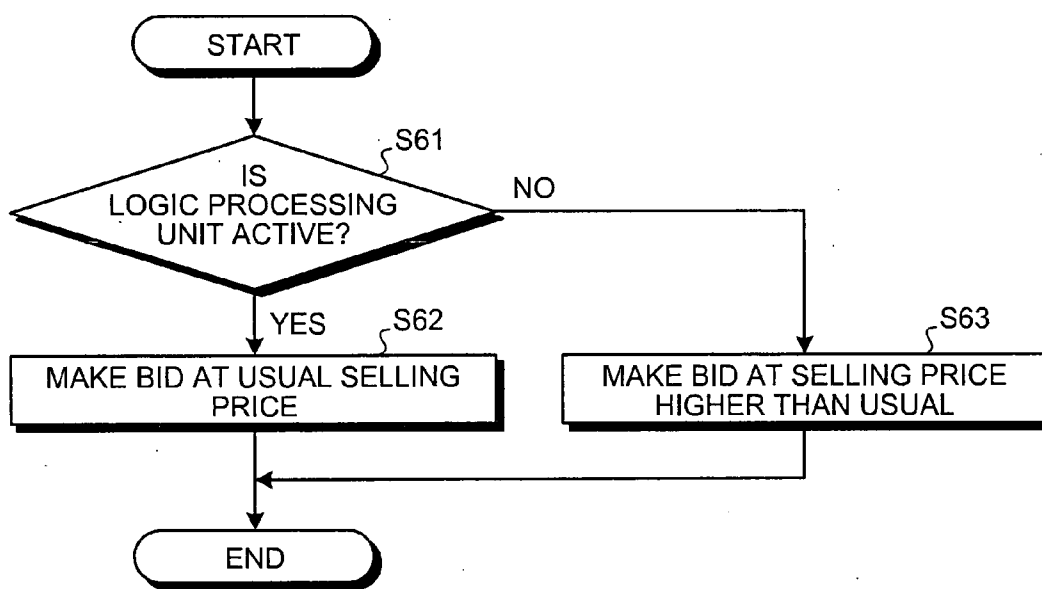 START
S61
IS
LOGIC PROCESSING
UNIT ACTIVE?
NO
YES
S62
MAKE BID AT USUAL SELLING
PRICE
S63
MAKE BID AT SELLING PRICE
HIGHER THAN USUAL
END